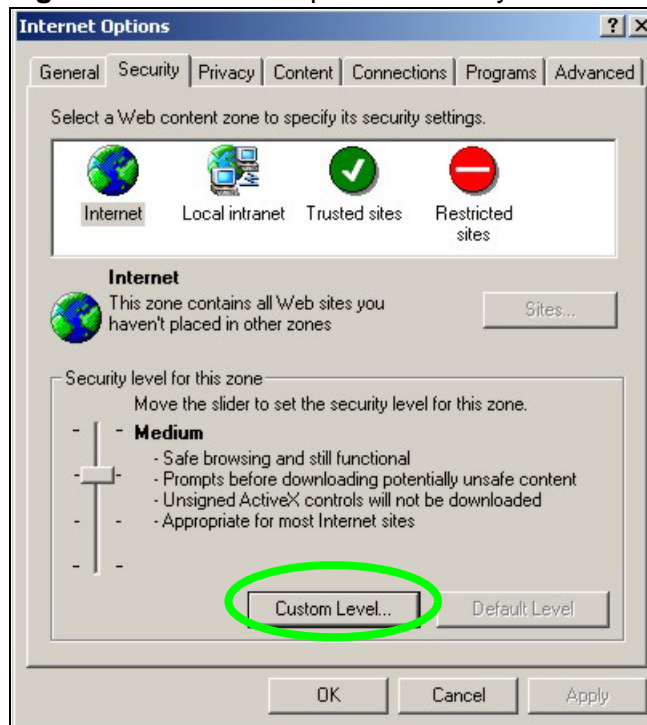 Internet Options
General Security Privacy Content Connections Programs Advanced
Select a Web content zone to specify its security settings.
Internet Local intranet Trusted sites Restricted
sites
Internet
This zone contains all Web sites you
haven't placed in other zones
Sites...
Security level for this zone
Move the slider to set the security level for this zone.
Medium
- Safe browsing and still functional
- Prompts before downloading potentially unsafe content
- Unsigned ActiveX controls will not be downloaded
- Appropriate for most Internet sites
Custom Level... Default Level
OK Cancel Apply